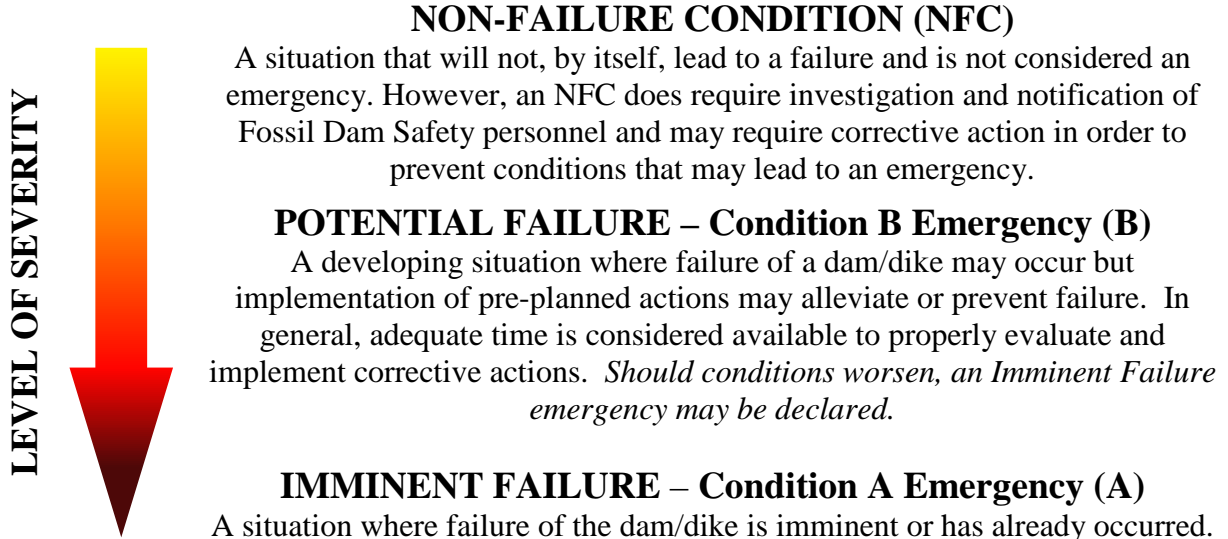 LEVEL OF SEVERITY
NON-FAILURE CONDITION (NFC)
A situation that will not, by itself, lead to a failure and is not considered an
emergency. However, an NFC does require investigation and notification of
Fossil Dam Safety personnel and may require corrective action in order to
prevent conditions that may lead to an emergency.
POTENTIAL FAILURE – Condition B Emergency (B)
A developing situation where failure of a dam/dike may occur but
implementation of pre-planned actions may alleviate or prevent failure.  In
general, adequate time is considered available to properly evaluate and
implement corrective actions.  Should conditions worsen, an Imminent Failure
emergency may be declared.
IMMINENT FAILURE – Condition A Emergency (A)
A situation where failure of the dam/dike is imminent or has already occurred.